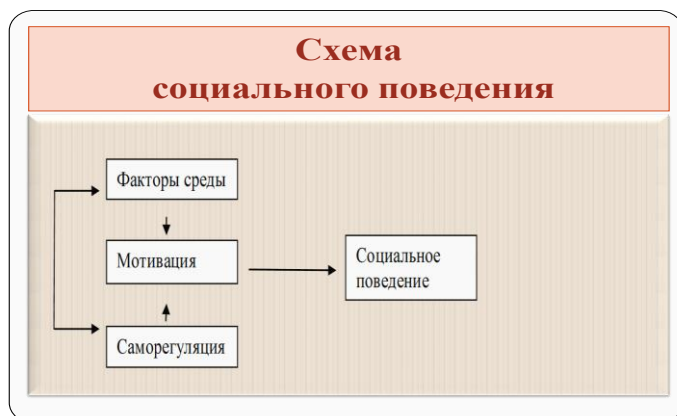 Схема
социального поведения
Факторы среды
Мотивация
Социальное
поведение
Саморегуляция